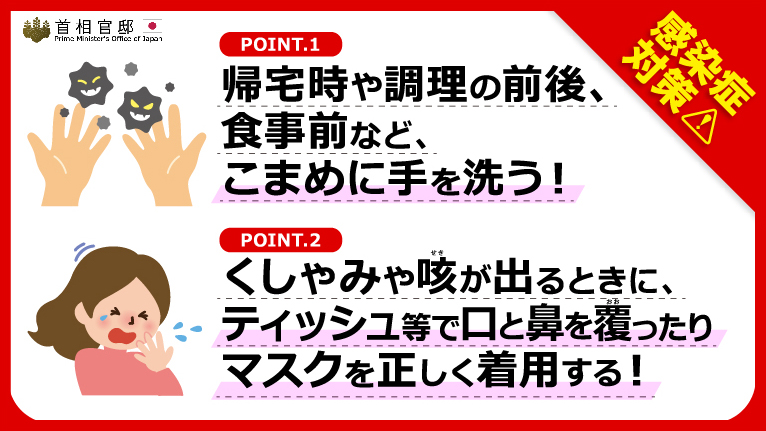 首相官邸
Prime Minister's Office of Japan
感染症
対策
POINT.1
帰宅時や調理の前後、
食事前など、
こまめに手を洗う!
POINT.2
せき
くしゃみや咳が出るときに、
おお
ティッシュ等で口と鼻を覆ったり
マスクを正しく着用する!